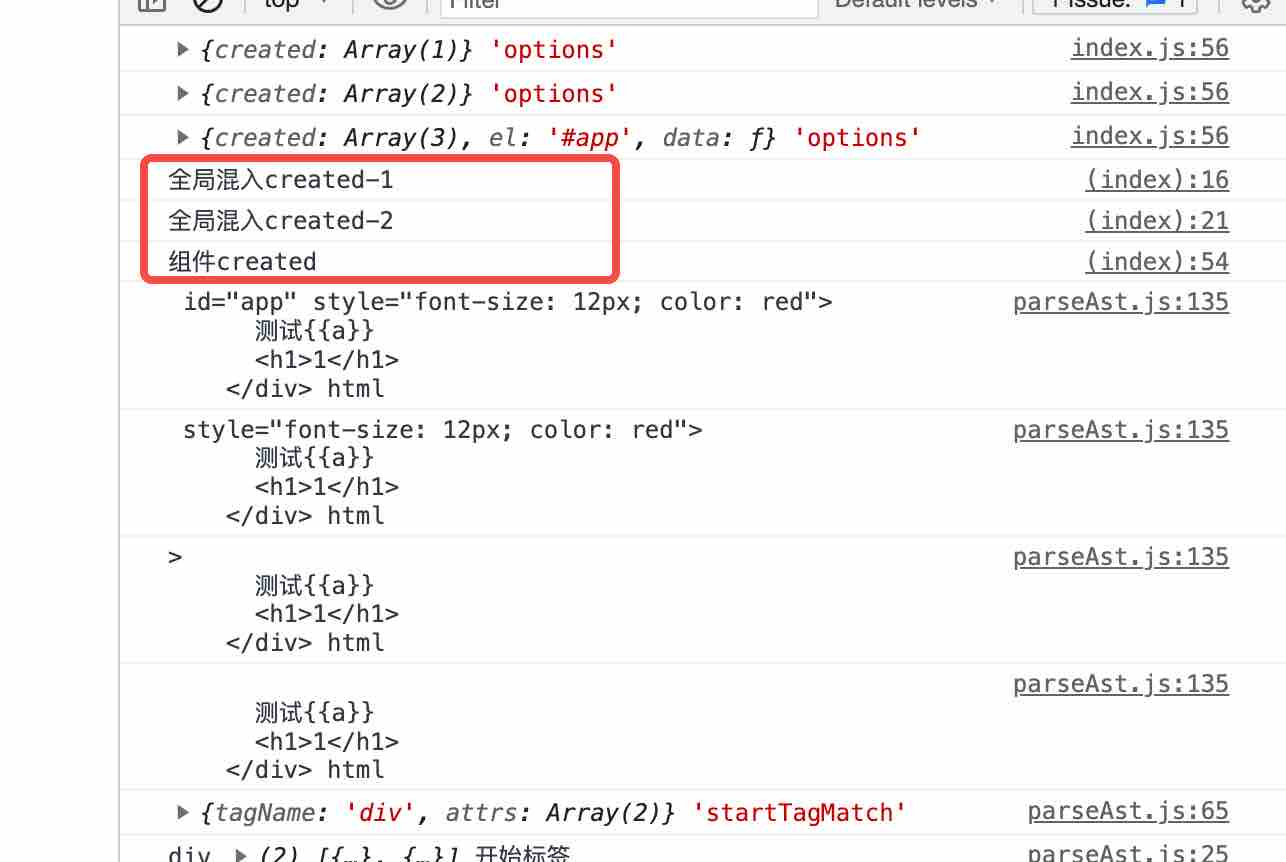 top Filter Default levels 1 Issue: 1
{created: Array(1)} 'options' index.js:56
{created: Array(2)} 'options' index.js:56
{created: Array(3), el: '#app', data: ƒ} 'options' index.js:56
全局混入created-1 (index):16
全局混入created-2 (index):21
组件created (index):54
id="app" style="font-size: 12px; color: red"> parseAst.js:135
测试{{a}}
<h1>1</h1>
</div> html
style="font-size: 12px; color: red"> parseAst.js:135
测试{{a}}
<h1>1</h1>
</div> html
> parseAst.js:135
测试{{a}}
<h1>1</h1>
</div> html
parseAst.js:135
测试{{a}}
<h1>1</h1>
</div> html
{tagName: 'div', attrs: Array(2)} 'startTagMatch' parseAst.js:65
div (2) [{…}, {…}] 开始标签 parseAst.js:25